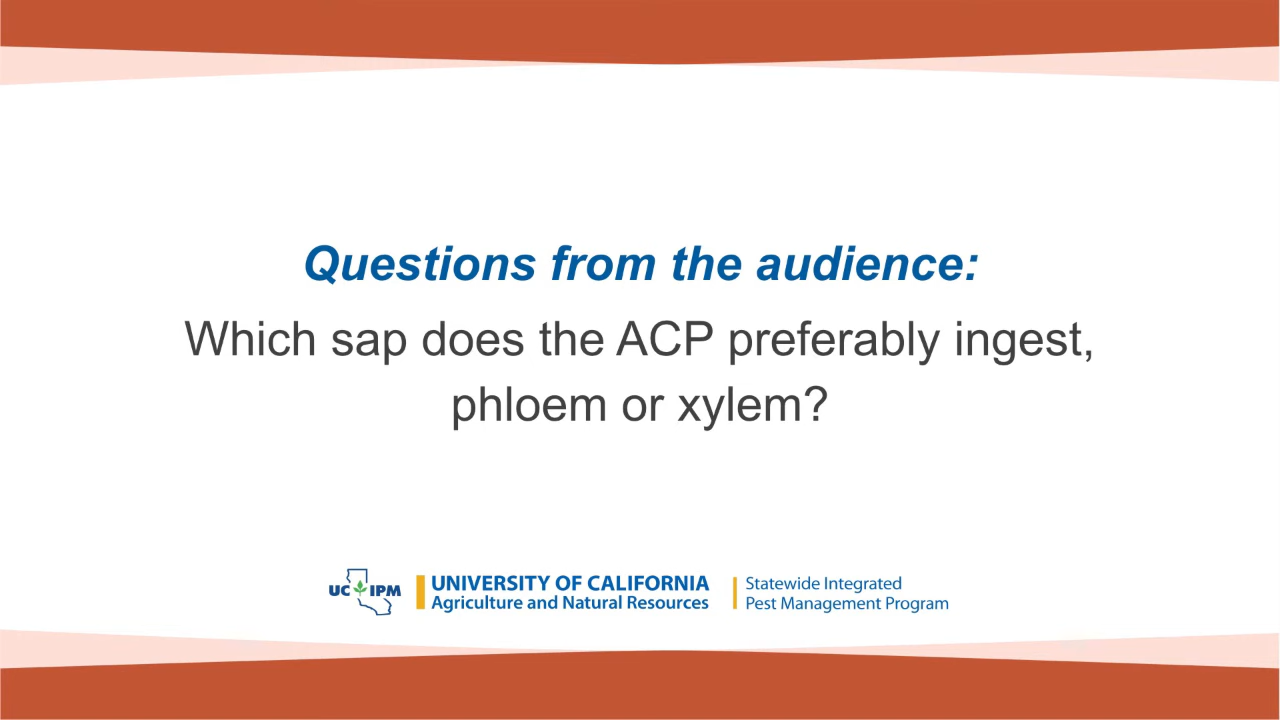 Questions from the audience:
Which sap does the ACP preferably ingest,
phloem or xylem?
UC IPM
UNIVERSITY OF CALIFORNIA
Agriculture and Natural Resources
Statewide Integrated
Pest Management Program